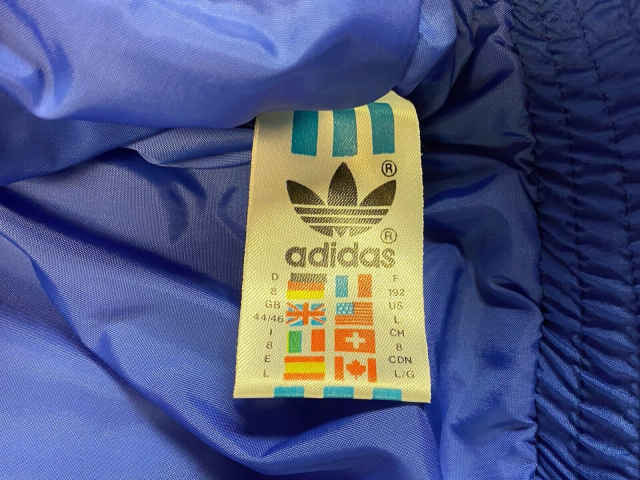 ®
®
adidas
D F
8 192
GB US
44/46 L
I CH
8 8
E CDN
L L/G